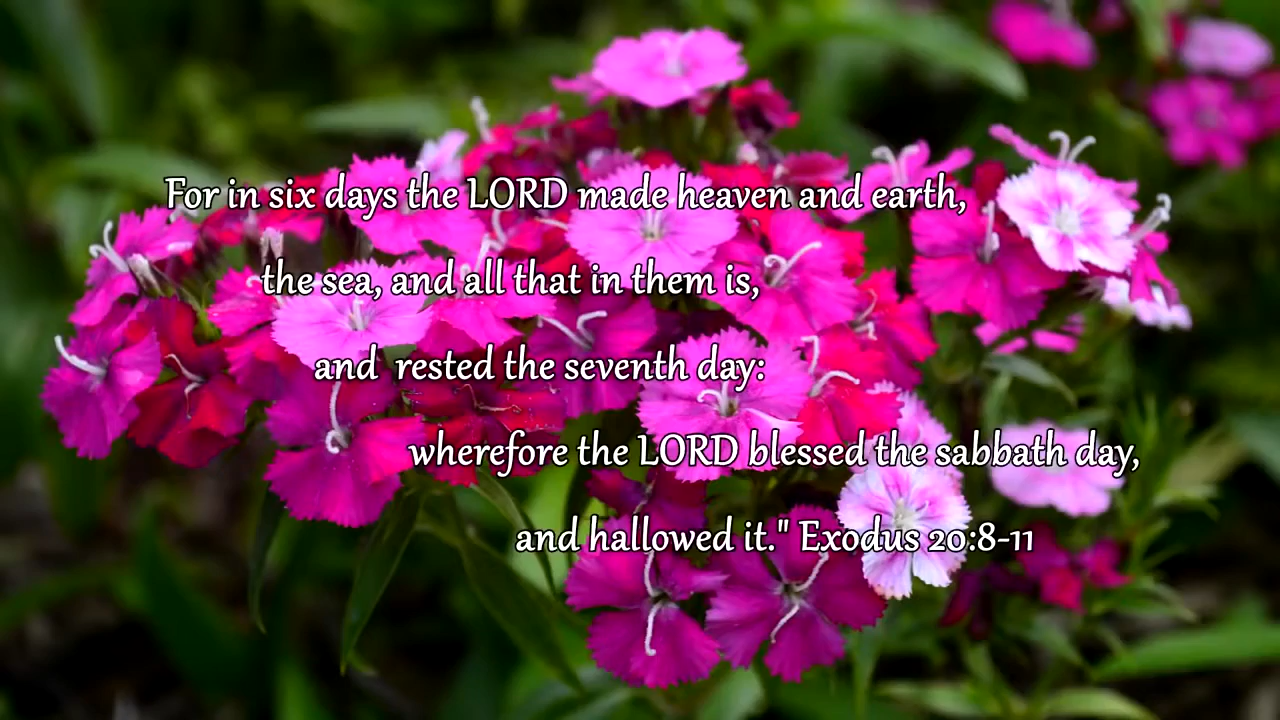 For in six days the LORD made heaven and earth,
the sea, and all that in them is,
and  rested the seventh day:
wherefore the LORD blessed the sabbath day,
and hallowed it." Exodus 20:8-11